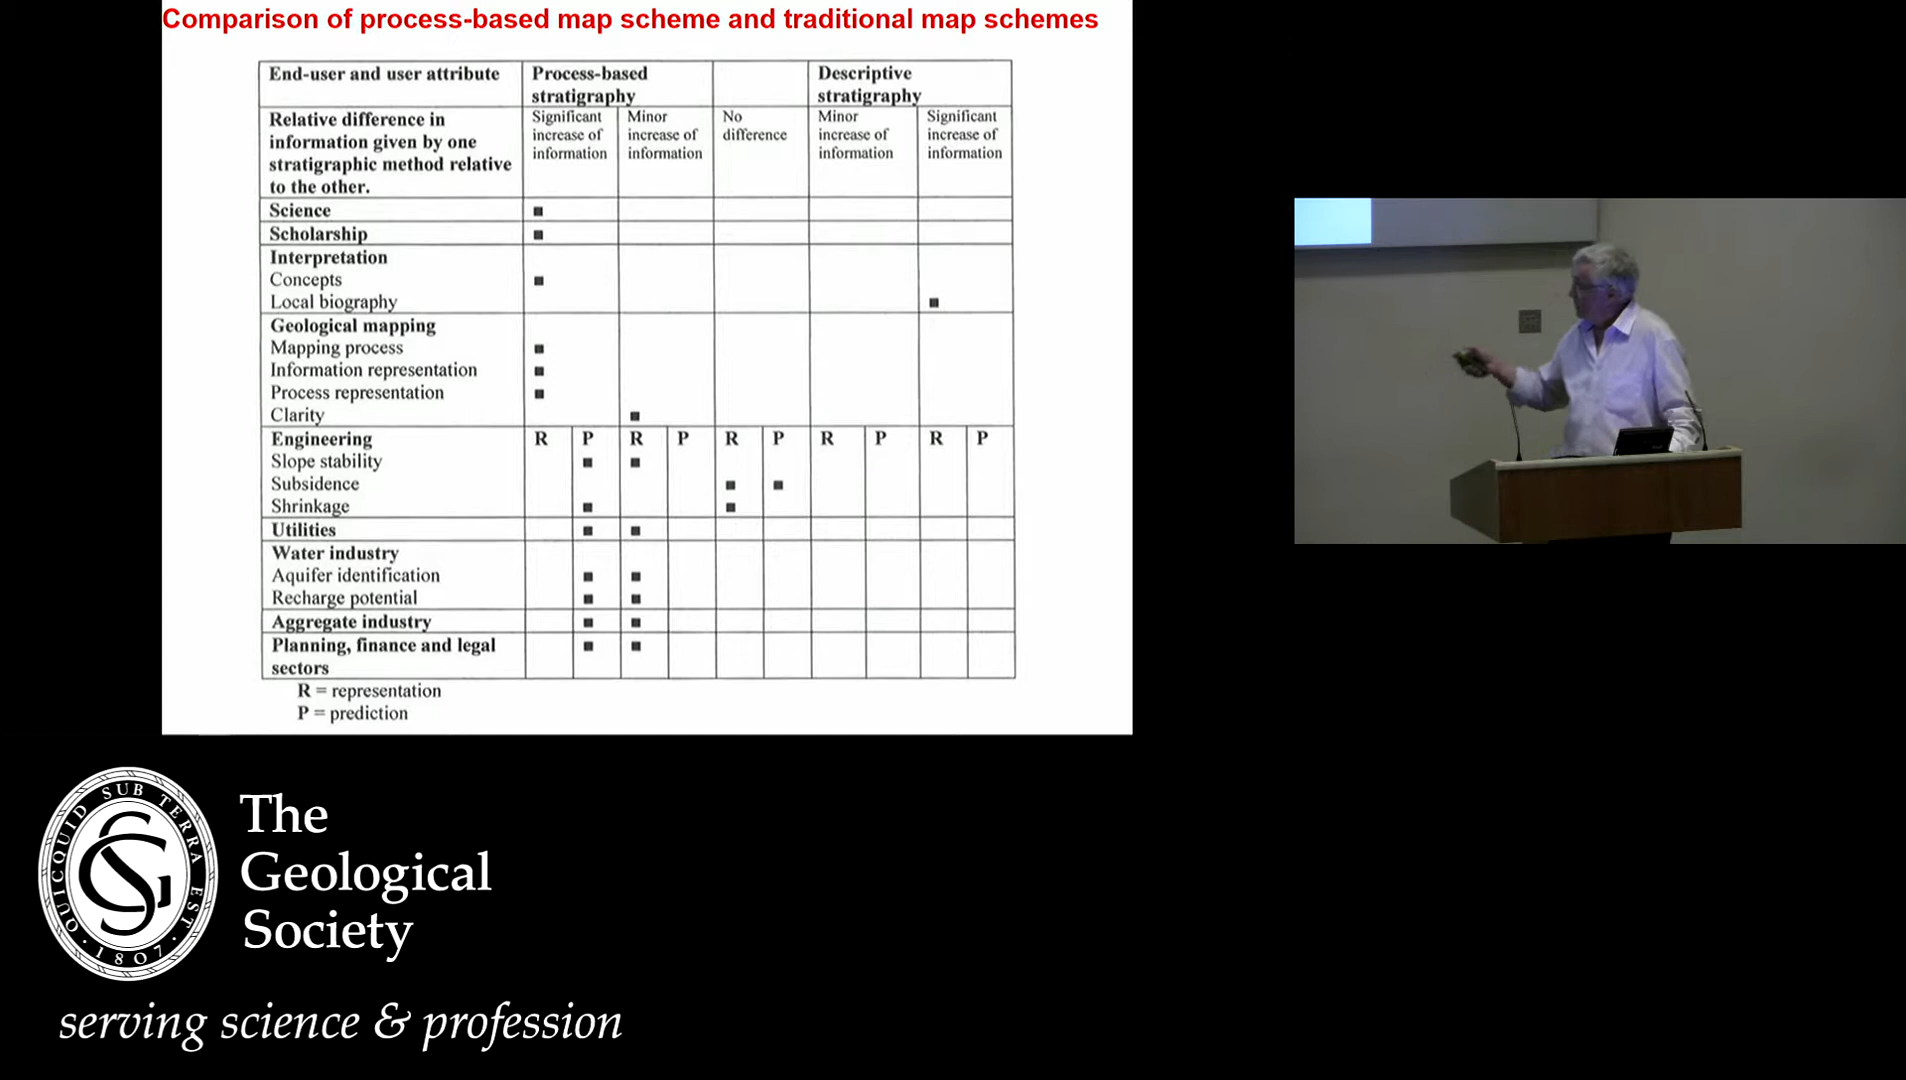 Comparison of process-based map scheme and traditional map schemes
End-user and user attribute
Process-based
stratigraphy
Descriptive
stratigraphy
Relative difference in
information given by one
stratigraphic method relative
to the other.
Significant
increase of
information
Minor
increase of
information
No
difference
Minor
increase of
information
Significant
increase of
information
Science
Scholarship
Interpretation
Concepts
Local biography
Geological mapping
Mapping process
Information representation
Process representation
Clarity
Engineering R P R P R P R P R P
Slope stability
Subsidence
Shrinkage
Utilities
Water industry
Aquifer identification
Recharge potential
Aggregate industry
Planning, finance and legal
sectors
R = representation
P = prediction
QUICQUID SUB TERRA EST
· 1807 ·
The
Geological
Society
serving science & profession